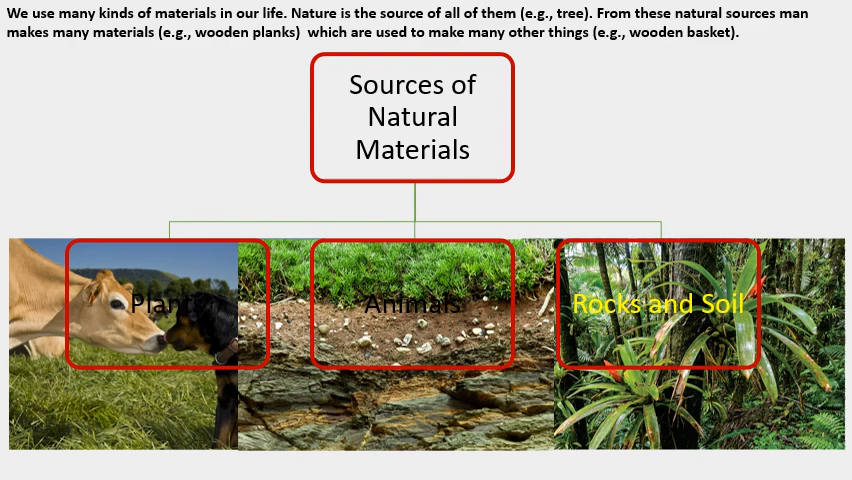 We use many kinds of materials in our life. Nature is the source of all of them (e.g., tree). From these natural sources man
makes many materials (e.g., wooden planks)  which are used to make many other things (e.g., wooden basket).
Sources of
Natural
Materials
Plants
Animals
Rocks and Soil